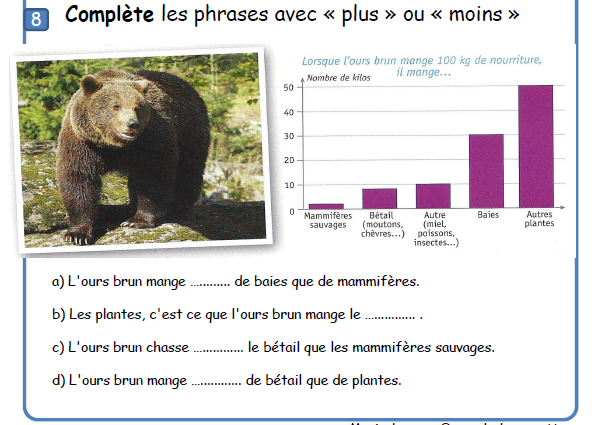 8 Complète les phrases avec « plus » ou « moins »
Lorsque l'ours brun mange 100 kg de nourriture,
il mange...
Nombre de kilos
50
40
30
20
10
0
Mammifères sauvages
Bétail (moutons, chèvres...)
Autre (miel, poissons, insectes...)
Baies
Autres plantes
a) L'ours brun mange ........... de baies que de mammifères.
b) Les plantes, c'est ce que l'ours brun mange le .............. .
c) L'ours brun chasse .............. le bétail que les mammifères sauvages.
d) L'ours brun mange .............. de bétail que de plantes.